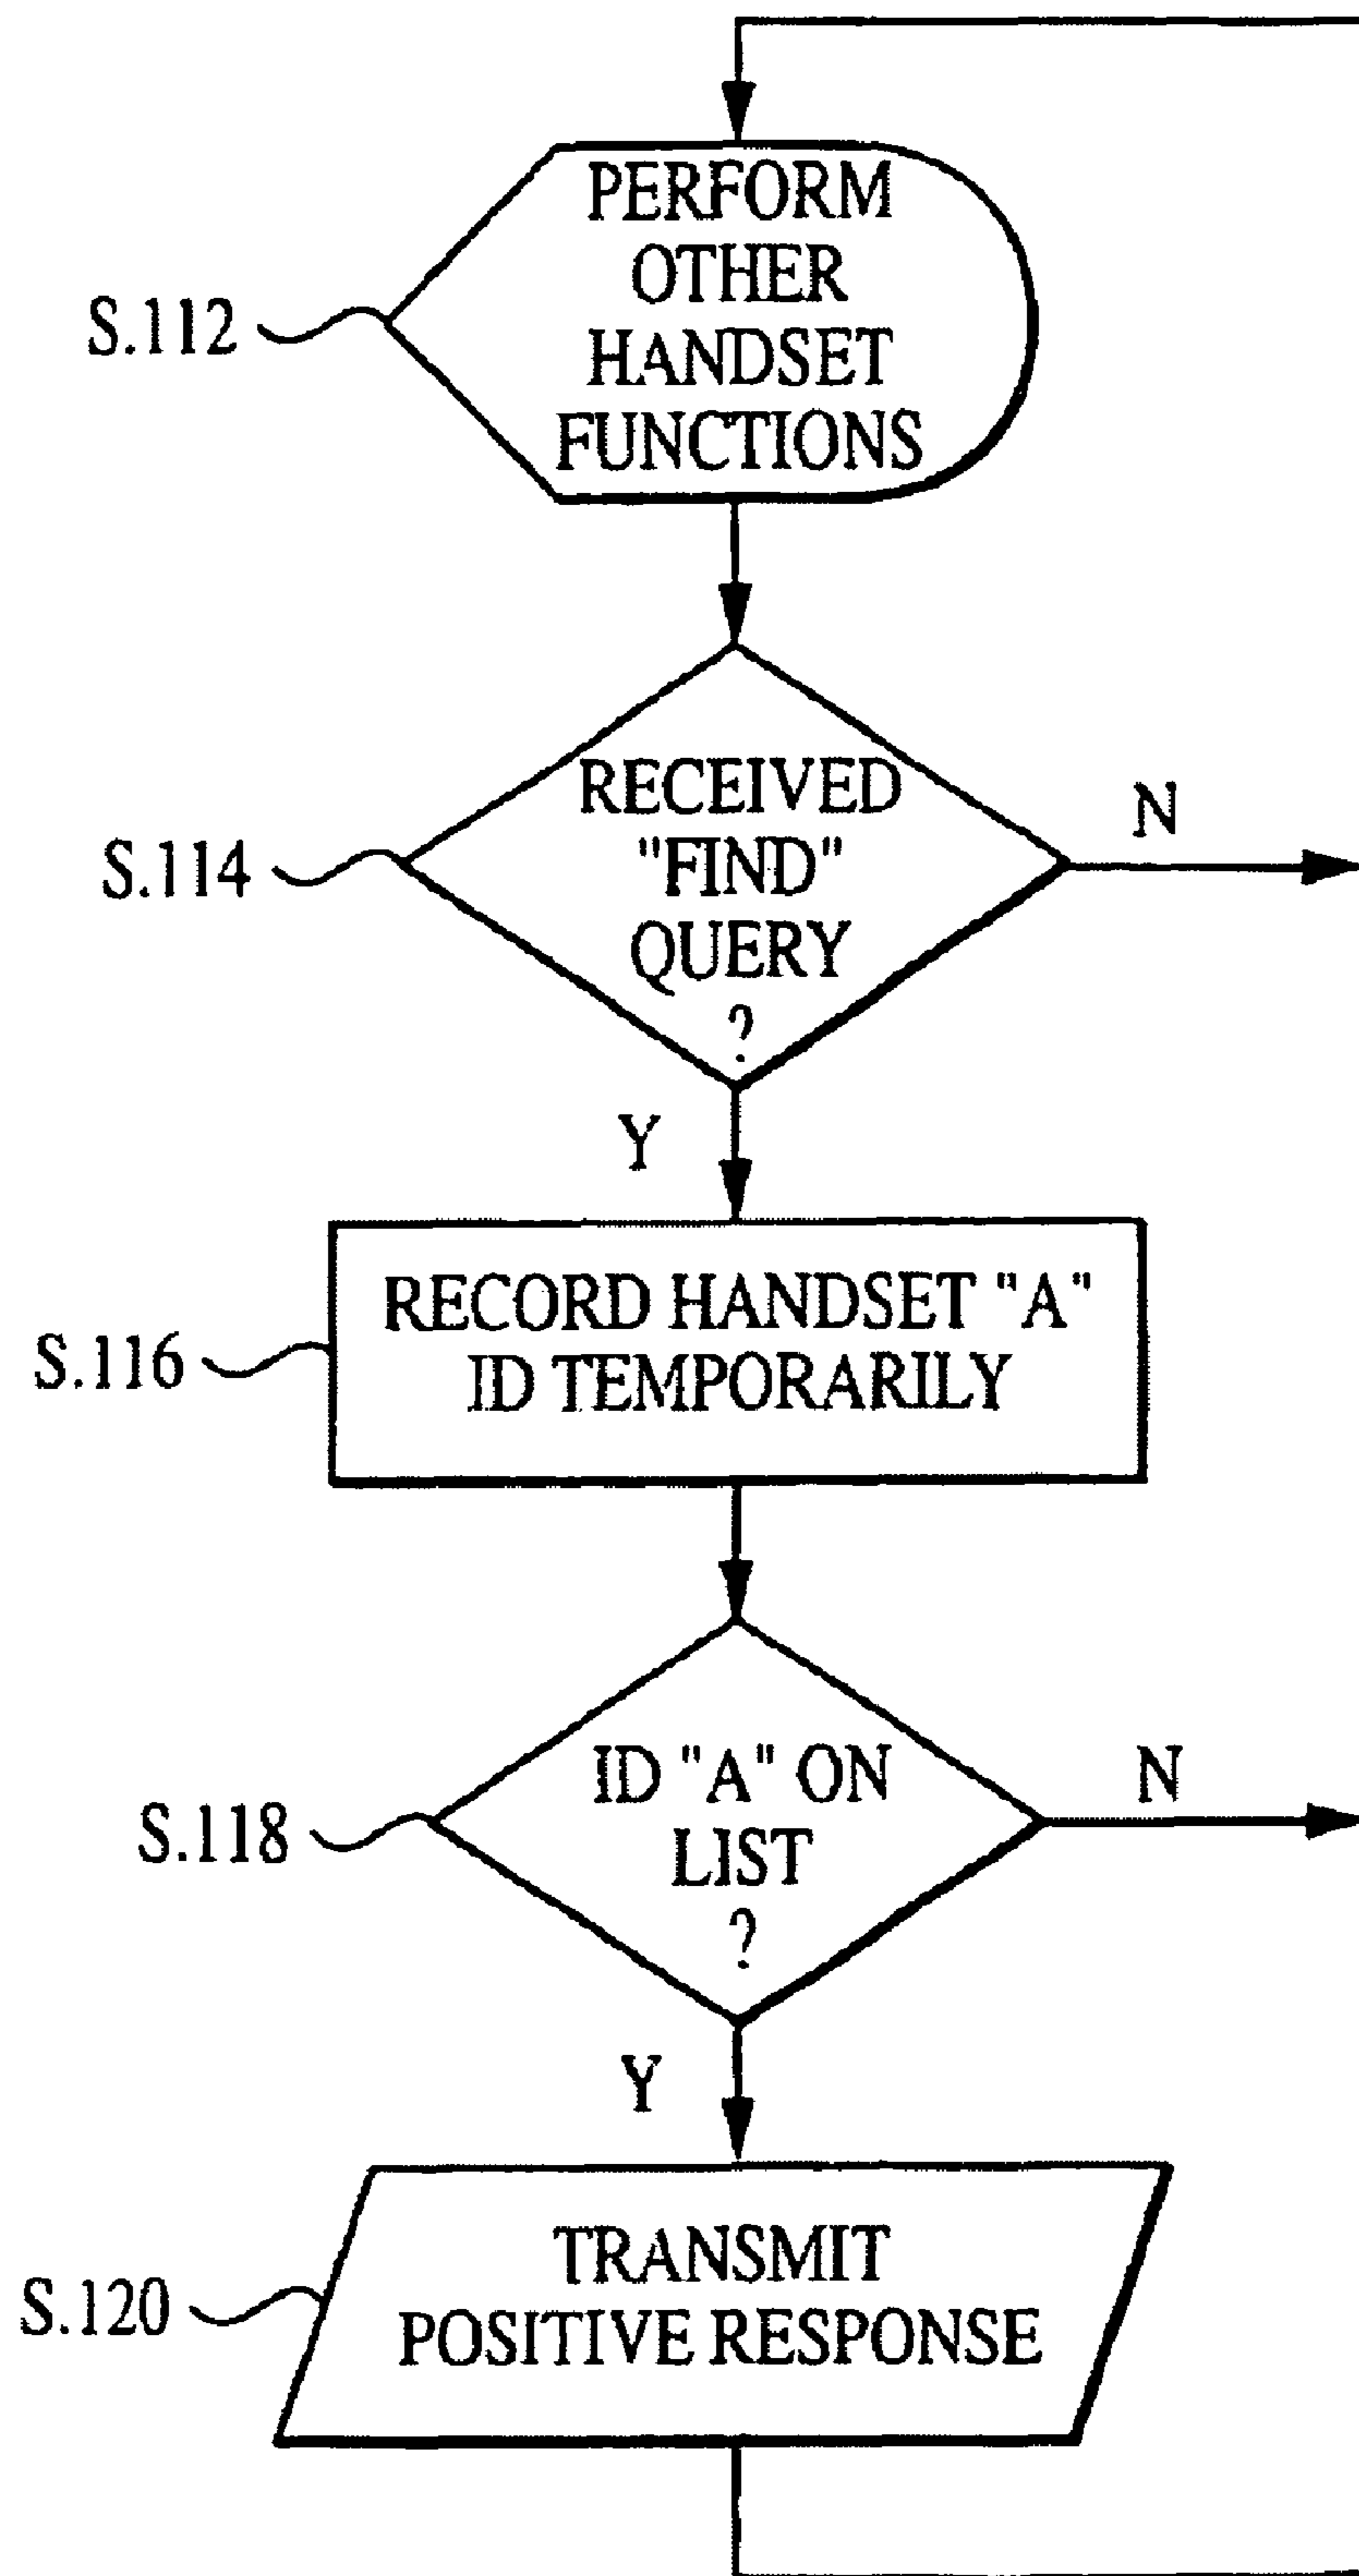 PERFORM
OTHER
HANDSET
FUNCTIONS
S.112
RECEIVED
"FIND"
QUERY
?
S.114
N
Y
RECORD HANDSET "A"
ID TEMPORARILY
S.116
ID "A" ON
LIST
?
S.118
N
Y
TRANSMIT
POSITIVE RESPONSE
S.120